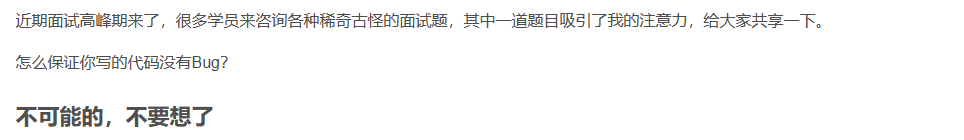 近期面试高峰期来了，很多学员来咨询各种稀奇古怪的面试题，其中一道题目吸引了我的注意力，给大家共享一下。
怎么保证你写的代码没有Bug？
不可能的，不要想了